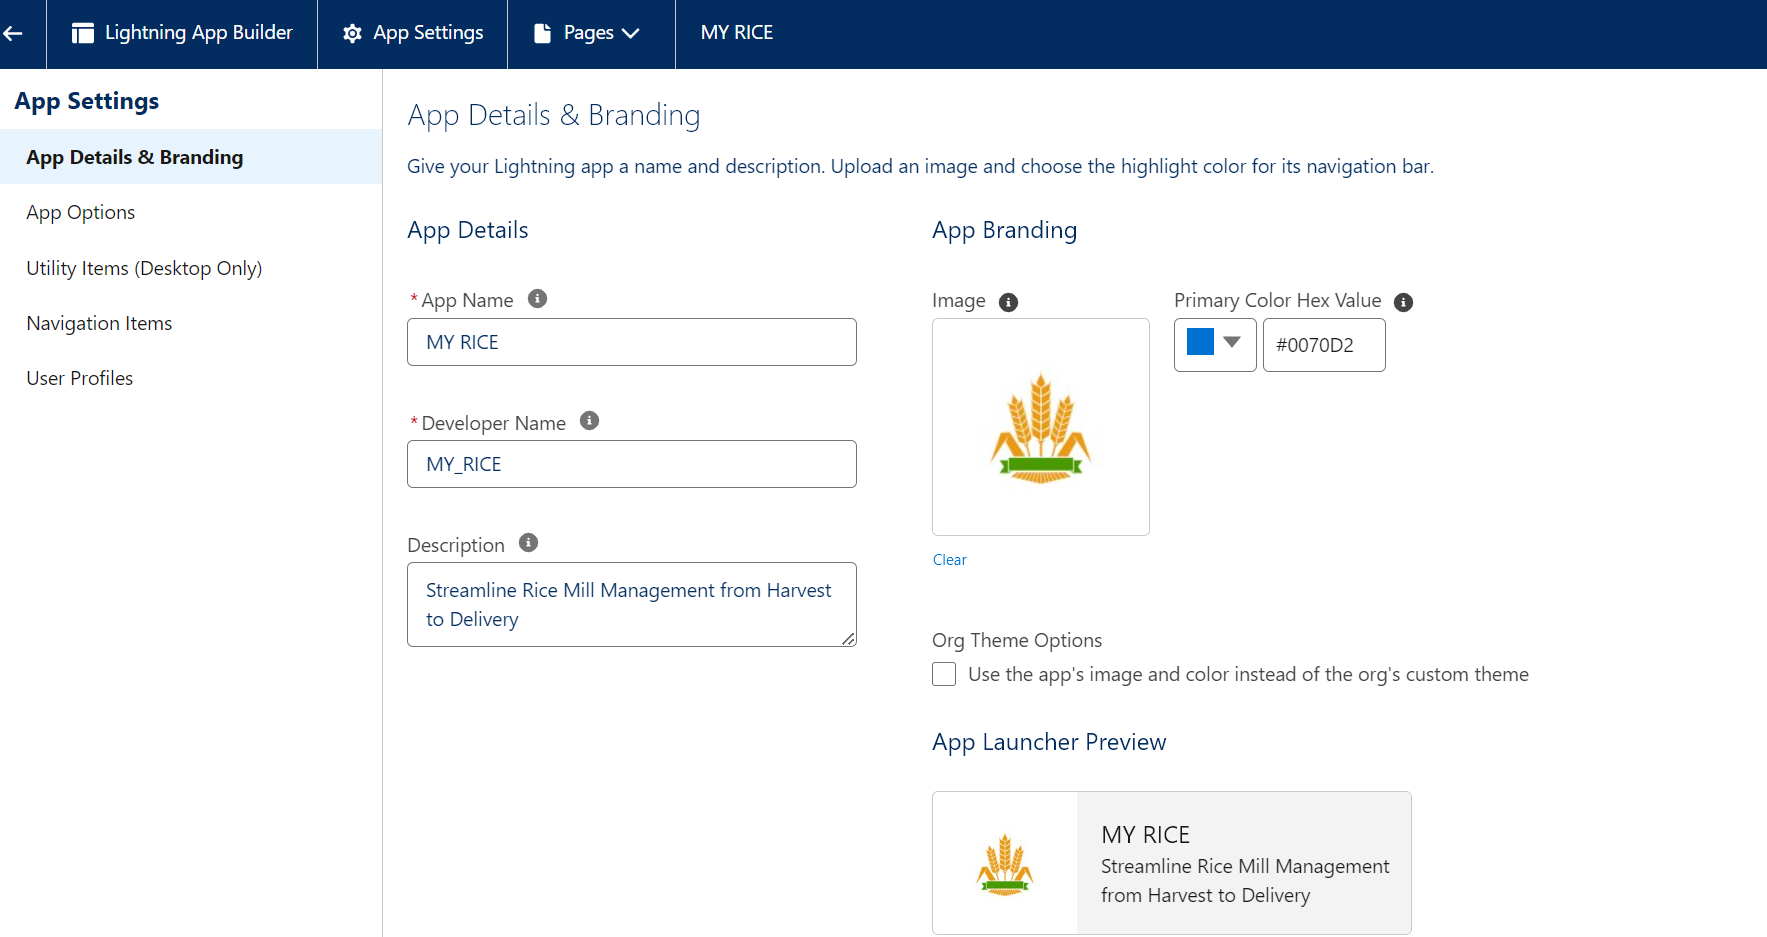 Lightning App Builder
App Settings
Pages
MY RICE
App Settings
App Details & Branding
App Options
Utility Items (Desktop Only)
Navigation Items
User Profiles
App Details & Branding
Give your Lightning app a name and description. Upload an image and choose the highlight color for its navigation bar.
App Details
*App Name
MY RICE
*Developer Name
MY_RICE
Description
Streamline Rice Mill Management from Harvest
to Delivery
App Branding
Image
Primary Color Hex Value
#0070D2
Clear
Org Theme Options
Use the app's image and color instead of the org's custom theme
App Launcher Preview
MY RICE
Streamline Rice Mill Management
from Harvest to Delivery